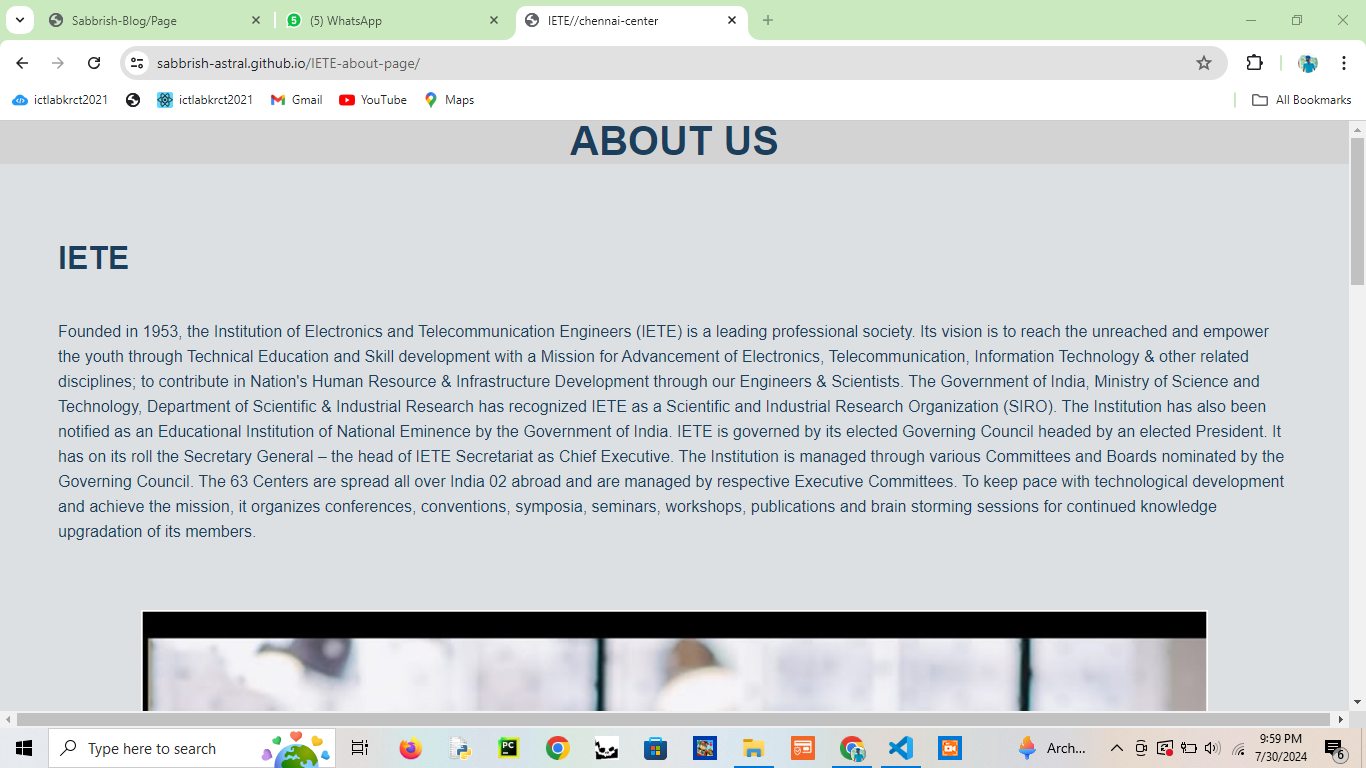 Sabbrish-Blog/Page
5 (5) WhatsApp
IETE//chennai-center
sabbrish-astral.github.io/IETE-about-page/
ictlabkrct2021 ictlabkrct2021 Gmail YouTube Maps All Bookmarks
ABOUT US
IETE
Founded in 1953, the Institution of Electronics and Telecommunication Engineers (IETE) is a leading professional society. Its vision is to reach the unreached and empower
the youth through Technical Education and Skill development with a Mission for Advancement of Electronics, Telecommunication, Information Technology & other related
disciplines; to contribute in Nation's Human Resource & Infrastructure Development through our Engineers & Scientists. The Government of India, Ministry of Science and
Technology, Department of Scientific & Industrial Research has recognized IETE as a Scientific and Industrial Research Organization (SIRO). The Institution has also been
notified as an Educational Institution of National Eminence by the Government of India. IETE is governed by its elected Governing Council headed by an elected President. It
has on its roll the Secretary General – the head of IETE Secretariat as Chief Executive. The Institution is managed through various Committees and Boards nominated by the
Governing Council. The 63 Centers are spread all over India 02 abroad and are managed by respective Executive Committees. To keep pace with technological development
and achieve the mission, it organizes conferences, conventions, symposia, seminars, workshops, publications and brain storming sessions for continued knowledge
upgradation of its members.
Type here to search
PC
Arch...
9:59 PM
7/30/2024
6